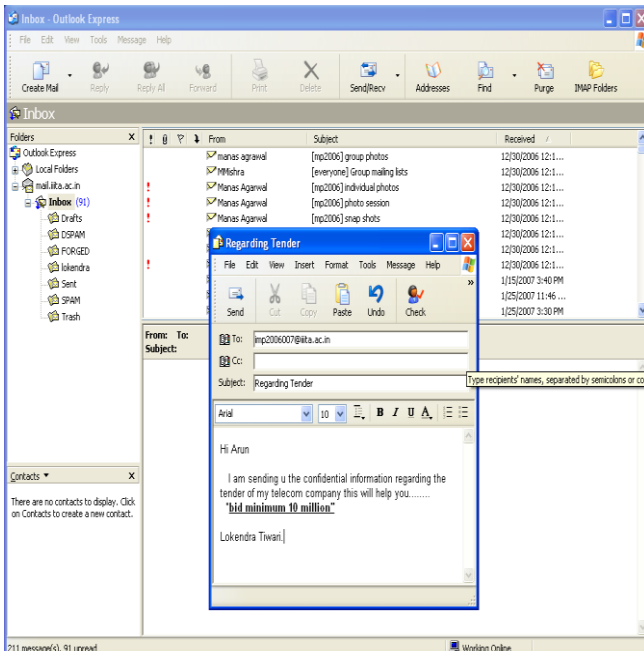 Inbox - Outlook Express
File Edit View Tools Message Help
Create Mail Reply Reply All Forward Print Delete Send/Recv Addresses Find Purge IMAP Folders
Inbox
Folders X
Outlook Express
Local Folders
mail.iiita.ac.in
Inbox (91)
Drafts
DSPAM
FORGED
lokendra
Sent
SPAM
Trash
From Subject Received
manas agrawal [mp2006] group photos 12/30/2006 12:1...
MMishra [everyone] Group mailing lists 12/30/2006 12:1...
Manas Agarwal [mp2006] individual photos 12/30/2006 12:1...
Manas Agarwal [mp2006] photo session 12/30/2006 12:1...
Manas Agarwal [mp2006] snap shots 12/30/2006 12:1...
12/30/2006 12:1...
12/30/2006 12:1...
12/30/2006 12:1...
1/15/2007 3:40 PM
1/25/2007 11:46 ...
1/25/2007 3:30 PM
From: To:
Subject:
Regarding Tender
File Edit View Insert Format Tools Message Help
Send Cut Copy Paste Undo Check
To: imp2006007@iiita.ac.in
Cc:
Subject: Regarding Tender
Type recipients' names, separated by semicolons or co
Arial 10 B I U A
Hi Arun
I am sending u the confidential information regarding the
tender of my telecom company this will help you........
"bid minimum 10 million"
Lokendra Tiwari.
Contacts X
There are no contacts to display. Click
on Contacts to create a new contact.
211 message(s), 91 unread
Working Online